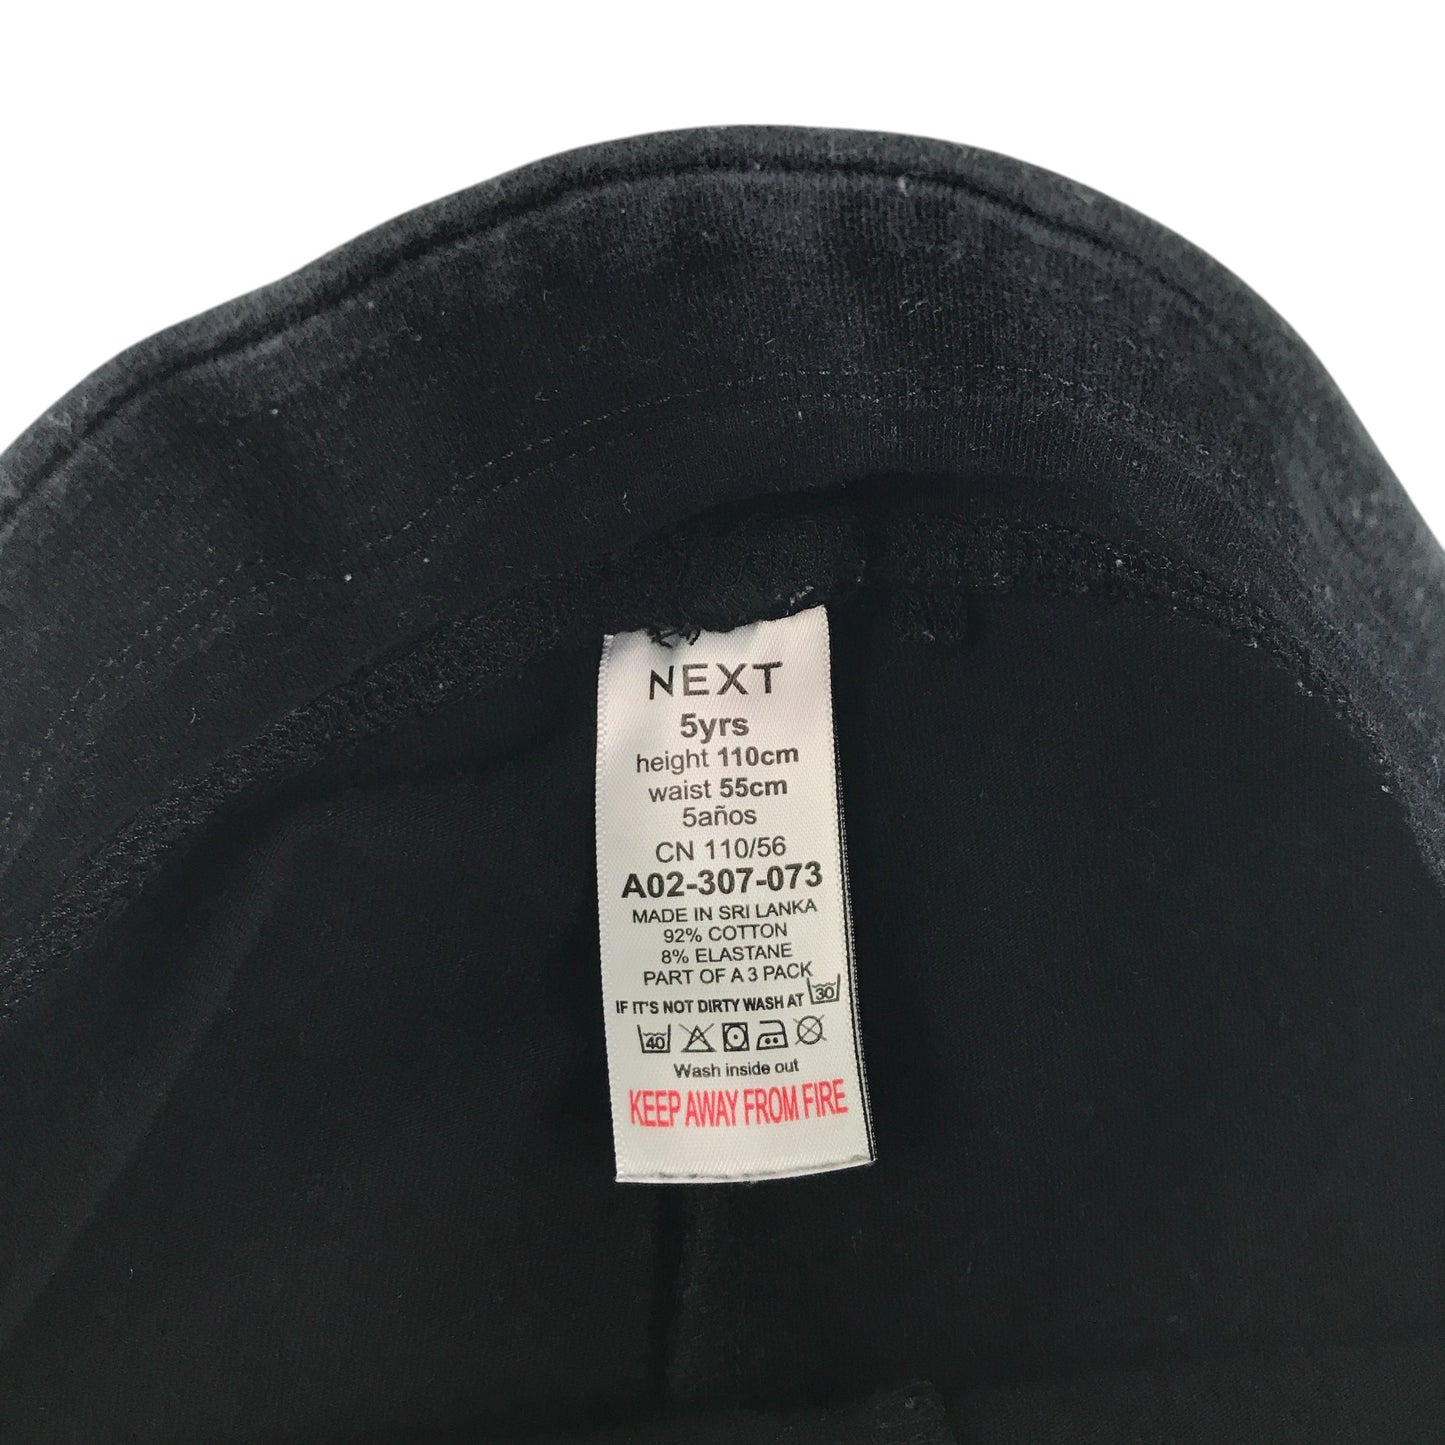 NEXT
5yrs
height 110cm
waist 55cm
5años
CN 110/56
A02-307-073
MADE IN SRI LANKA
92% COTTON
8% ELASTANE
PART OF A 3 PACK
IF IT'S NOT DIRTY WASH AT 30
40
Wash inside out
KEEP AWAY FROM FIRE